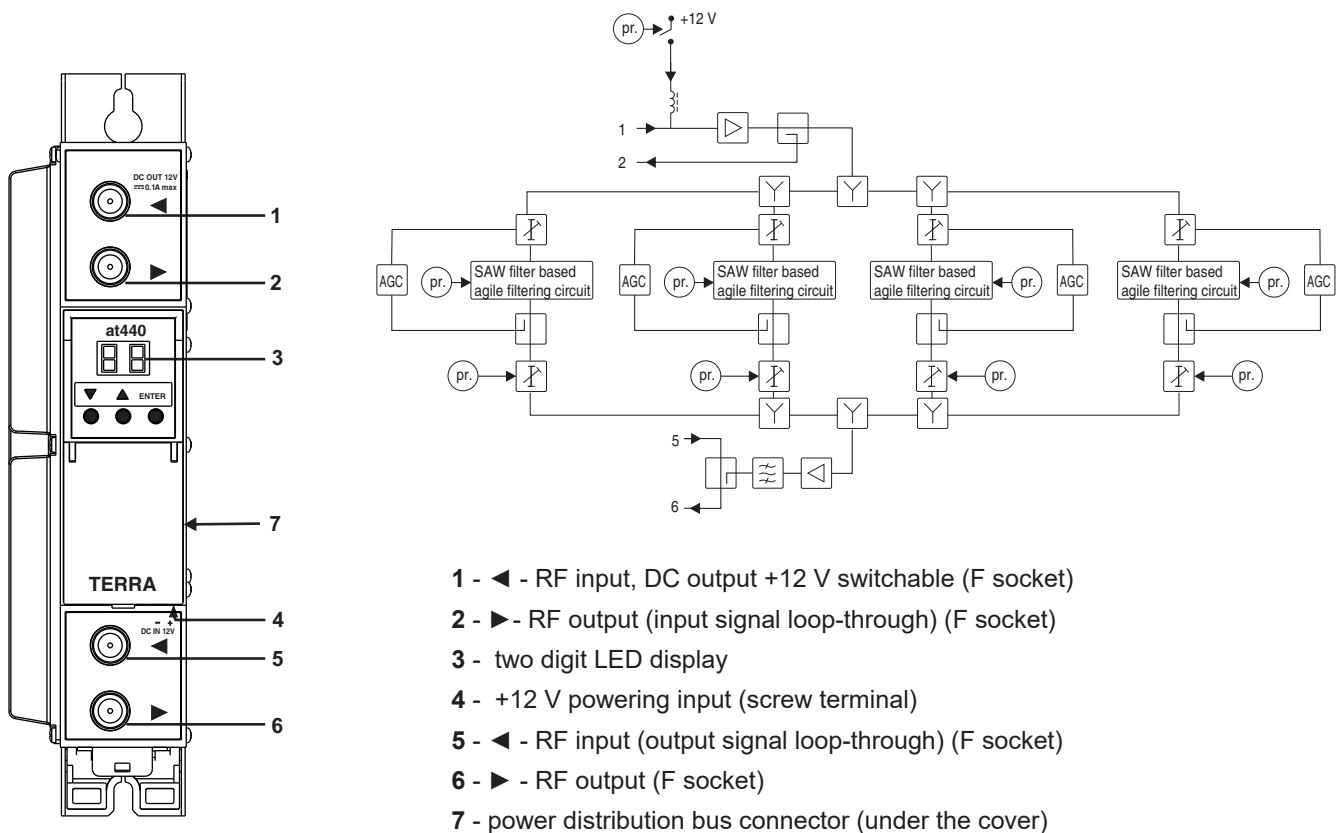 pr.
+12 V
1
2
AGC
pr.
SAW filter based
agile filtering circuit
AGC
pr.
SAW filter based
agile filtering circuit
SAW filter based
agile filtering circuit
pr.
AGC
SAW filter based
agile filtering circuit
pr.
AGC
pr.
pr.
pr.
pr.
5
6
DC OUT 12V
⎓0.1A max
◄
1
►
2
at440
88
3
▼ ▲ ENTER
7
TERRA
- +
DC IN 12V
4
◄
5
►
6
1 - ◄ - RF input, DC output +12 V switchable (F socket)
2 - ►- RF output (input signal loop-through) (F socket)
3 - two digit LED display
4 - +12 V powering input (screw terminal)
5 - ◄ - RF input (output signal loop-through) (F socket)
6 - ► - RF output (F socket)
7 - power distribution bus connector (under the cover)